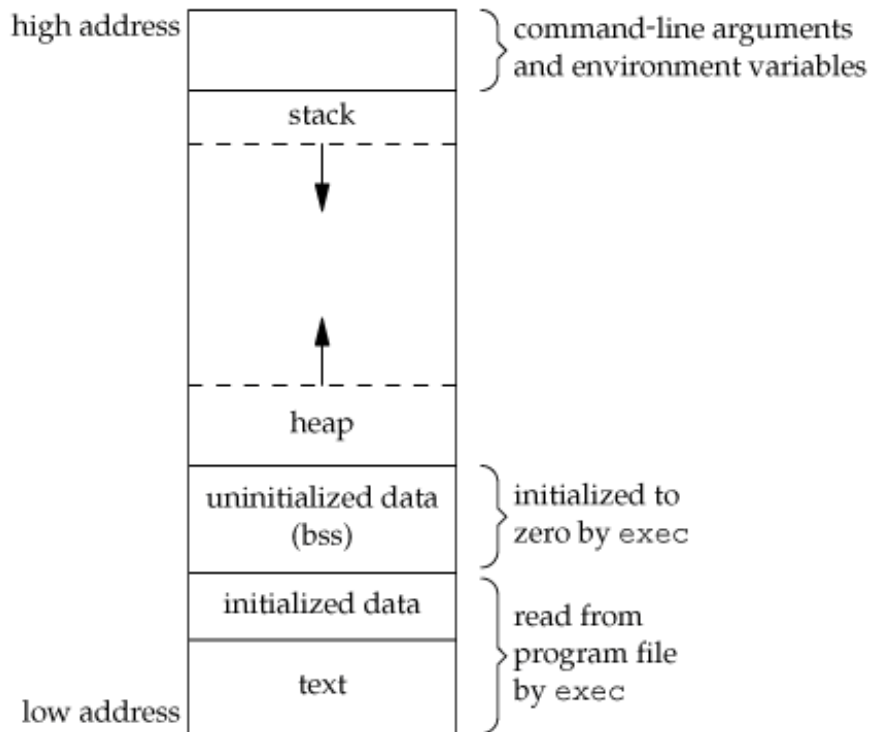 high address
command-line arguments
and environment variables
stack
heap
uninitialized data
(bss)
initialized to
zero by exec
initialized data
read from
program file
by exec
text
low address